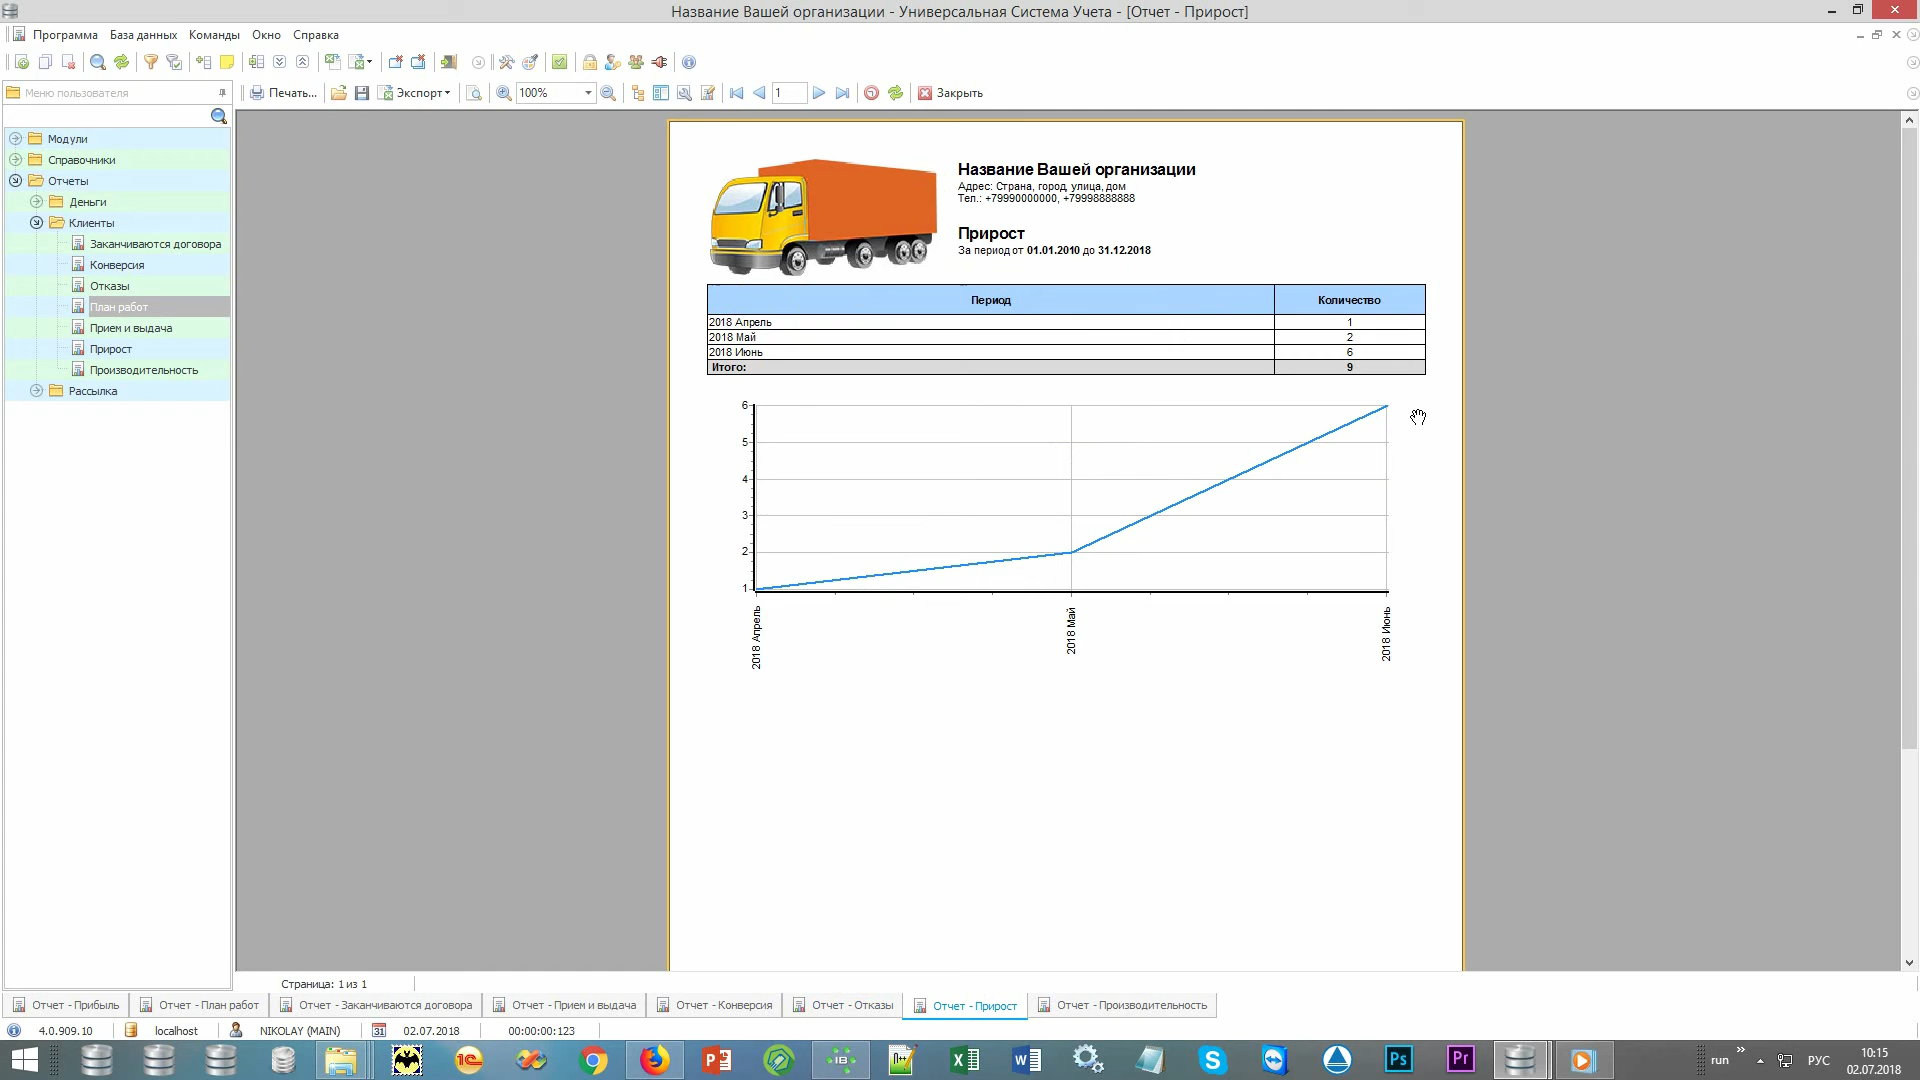 Название Вашей организации - Универсальная Система Учета - [Отчет - Прирост]
Программа База данных Команды Окно Справка
Меню пользователя
Печать... Экспорт 100% 1 Закрыть
Модули
Справочники
Отчеты
Деньги
Клиенты
Заканчиваются договора
Конверсия
Отказы
План работ
Прием и выдача
Прирост
Производительность
Рассылка
Название Вашей организации
Адрес: Страна, город, улица, дом
Тел.: +79990000000, +79998888888
Прирост
За период от 01.01.2010 до 31.12.2018
Период Количество
2018 Апрель 1
2018 Май 2
2018 Июнь 6
Итого: 9
6
5
4
3
2
1
2018 Апрель
2018 Май
2018 Июнь
Страница: 1 из 1
Отчет - Прибыль Отчет - План работ Отчет - Заканчиваются договора Отчет - Прием и выдача Отчет - Конверсия Отчет - Отказы Отчет - Прирост Отчет - Производительность
4.0.909.10 localhost NIKOLAY (MAIN) 31 02.07.2018 00:00:00:123
run РУС 10:15
02.07.2018